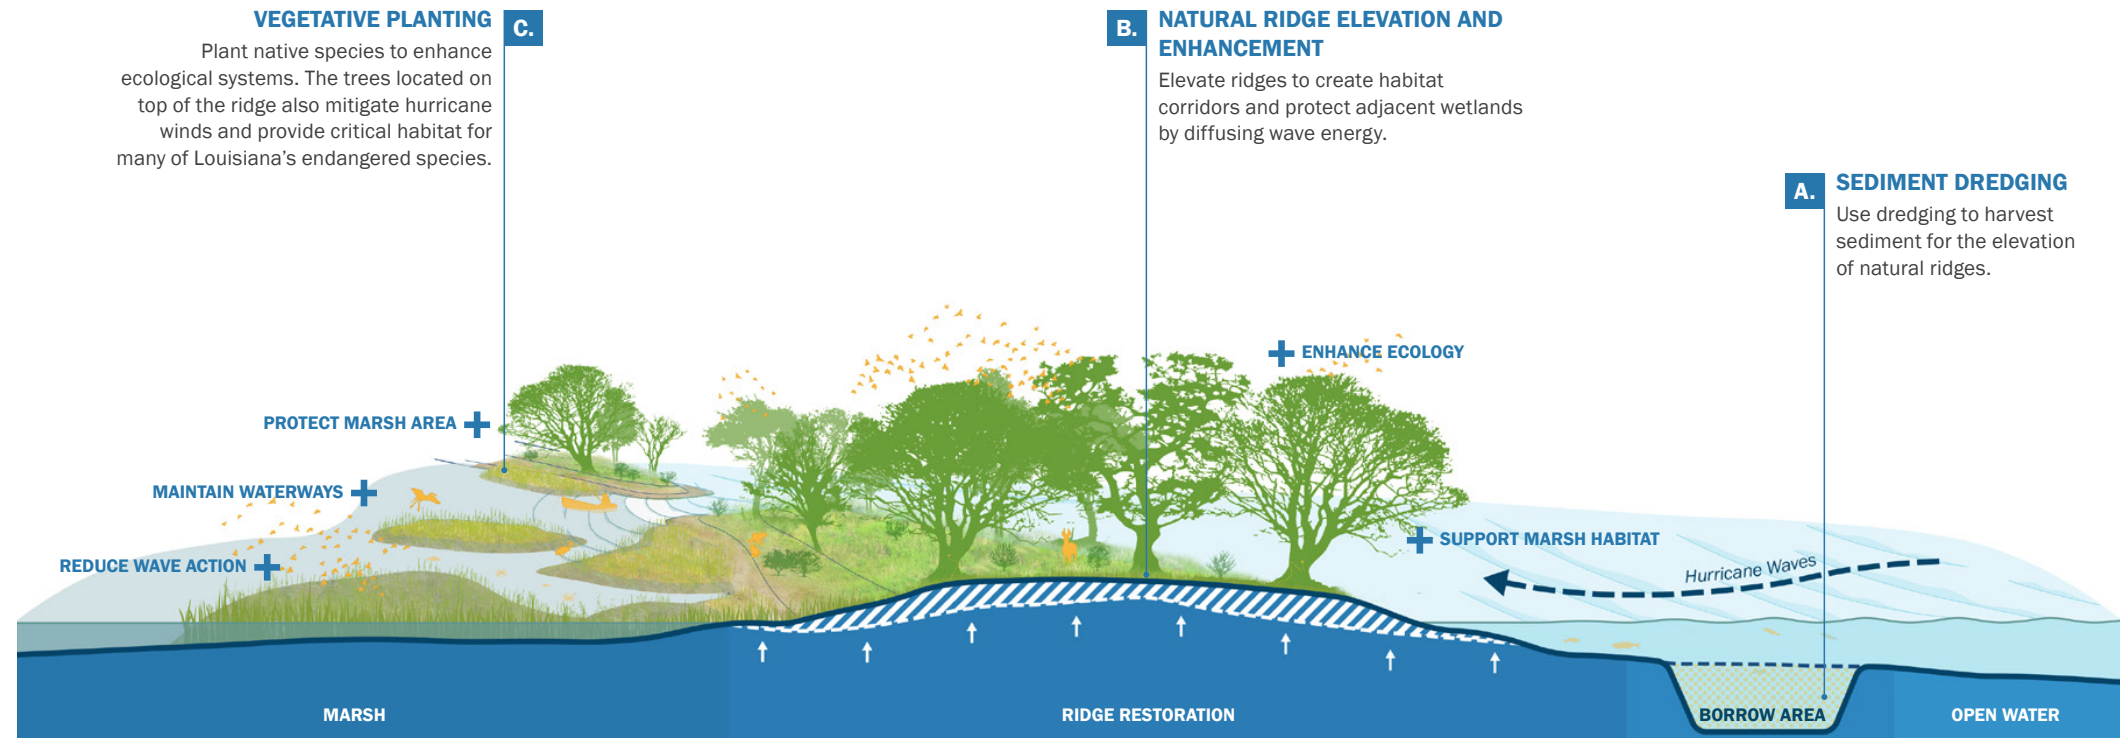 VEGETATIVE PLANTING
C.
Plant native species to enhance
ecological systems. The trees located on
top of the ridge also mitigate hurricane
winds and provide critical habitat for
many of Louisiana's endangered species.
B.
NATURAL RIDGE ELEVATION AND
ENHANCEMENT
Elevate ridges to create habitat
corridors and protect adjacent wetlands
by diffusing wave energy.
A.
SEDIMENT DREDGING
Use dredging to harvest
sediment for the elevation
of natural ridges.
ENHANCE ECOLOGY
PROTECT MARSH AREA
MAINTAIN WATERWAYS
REDUCE WAVE ACTION
SUPPORT MARSH HABITAT
Hurricane Waves
MARSH
RIDGE RESTORATION
BORROW AREA
OPEN WATER